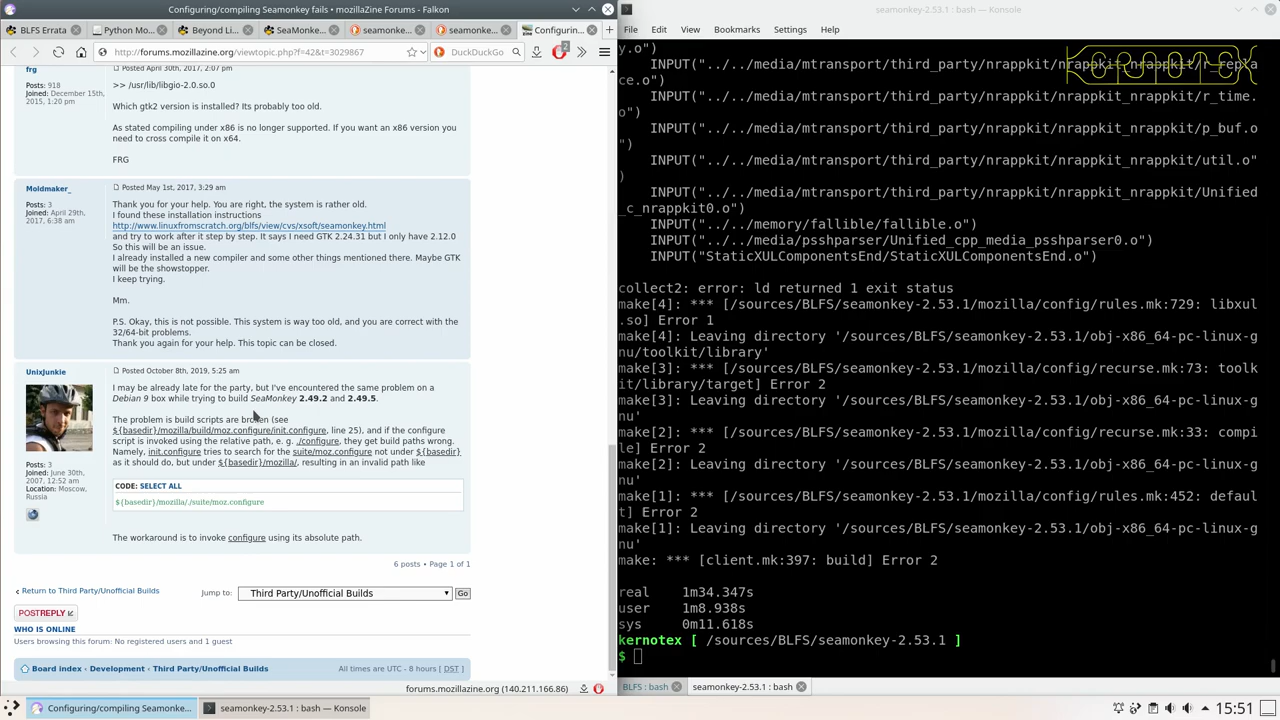 Configuring/compiling Seamonkey fails • mozillaZine Forums - Falkon
BLFS Errata
Python Mo...
Beyond Li...
SeaMonke...
seamonke...
seamonke...
Configurin...
http://forums.mozillazine.org/viewtopic.php?f=42&t=3029867
DuckDuckGo
2
frg
Posts: 918
Joined: December 15th,
2015, 1:20 pm
Posted April 30th, 2017, 2:07 pm
>> /usr/lib/libgio-2.0.so.0
Which gtk2 version is installed? Its probably too old.
As stated compiling under x86 is no longer supported. If you want an x86 version you
need to cross compile it on x64.
FRG
Moldmaker_
Posts: 3
Joined: April 29th, 2017,
6:38 am
Posted May 1st, 2017, 3:29 am
Thank you for your help. You are right, the system is rather old.
I found these installation instructions
http://www.linuxfromscratch.org/blfs/view/cvs/xsoft/seamonkey.html
and try to work after it step by step. It says I need GTK 2.24.31 but I only have 2.12.0
So this will be an issue.
I already installed a new compiler and some other things mentioned there. Maybe GTK
will be the showstopper.
I keep trying.
Mm.
P.S. Okay, this is not possible. This system is way too old, and you are correct with the
32/64-bit problems.
Thank you again for your help. This topic can be closed.
UnixJunkie
Posts: 3
Joined: June 30th,
2007, 12:52 am
Location: Moscow,
Russia
Posted October 8th, 2019, 5:25 am
I may be already late for the party, but I've encountered the same problem on a
Debian 9 box while trying to build SeaMonkey 2.49.2 and 2.49.5.
The problem is build scripts are broken (see
${basedir}/mozilla/build/moz.configure/init.configure, line 25), and if the configure
script is invoked using the relative path, e. g. ./configure, they get build paths wrong.
Namely, init.configure tries to search for the suite/moz.configure not under ${basedir}
as it should do, but under ${basedir}/mozilla/, resulting in an invalid path like
CODE: SELECT ALL
${basedir}/mozilla/./suite/moz.configure
The workaround is to invoke configure using its absolute path.
6 posts • Page 1 of 1
Return to Third Party/Unofficial Builds
Jump to:
Third Party/Unofficial Builds
Go
POSTREPLY
WHO IS ONLINE
Users browsing this forum: No registered users and 1 guest
Board index ‹ Development ‹ Third Party/Unofficial Builds
All times are UTC - 8 hours [ DST ]
forums.mozillazine.org (140.211.166.86)
seamonkey-2.53.1 : bash — Konsole
File Edit View Bookmarks Settings Help
y.o")
INPUT("../../media/mtransport/third_party/nrappkit/nrappkit_nrappkit/r_repla
ce.o")
INPUT("../../media/mtransport/third_party/nrappkit/nrappkit_nrappkit/r_time.
o")
INPUT("../../media/mtransport/third_party/nrappkit/nrappkit_nrappkit/p_buf.o
")
INPUT("../../media/mtransport/third_party/nrappkit/nrappkit_nrappkit/util.o"
)
INPUT("../../media/mtransport/third_party/nrappkit/nrappkit_nrappkit/Unified
_c_nrappkit0.o")
INPUT("../../memory/fallible/fallible.o")
INPUT("../../media/psshparser/Unified_cpp_media_psshparser0.o")
INPUT("StaticXULComponentsEnd/StaticXULComponentsEnd.o")
collect2: error: ld returned 1 exit status
make[4]: *** [/sources/BLFS/seamonkey-2.53.1/mozilla/config/rules.mk:729: libxul
.so] Error 1
make[4]: Leaving directory '/sources/BLFS/seamonkey-2.53.1/obj-x86_64-pc-linux-g
nu/toolkit/library'
make[3]: *** [/sources/BLFS/seamonkey-2.53.1/mozilla/config/recurse.mk:73: toolk
it/library/target] Error 2
make[3]: Leaving directory '/sources/BLFS/seamonkey-2.53.1/obj-x86_64-pc-linux-g
nu'
make[2]: *** [/sources/BLFS/seamonkey-2.53.1/mozilla/config/recurse.mk:33: compi
le] Error 2
make[2]: Leaving directory '/sources/BLFS/seamonkey-2.53.1/obj-x86_64-pc-linux-g
nu'
make[1]: *** [/sources/BLFS/seamonkey-2.53.1/mozilla/config/rules.mk:452: defaul
t] Error 2
make[1]: Leaving directory '/sources/BLFS/seamonkey-2.53.1/obj-x86_64-pc-linux-g
nu'
make: *** [client.mk:397: build] Error 2
real 1m34.347s
user 1m8.938s
sys 0m11.618s
kernotex [ /sources/BLFS/seamonkey-2.53.1 ]
$
KERNOTEX
BLFS : bash
seamonkey-2.53.1 : bash
Configuring/compiling Seamonke...
seamonkey-2.53.1 : bash — Konsole
15:51